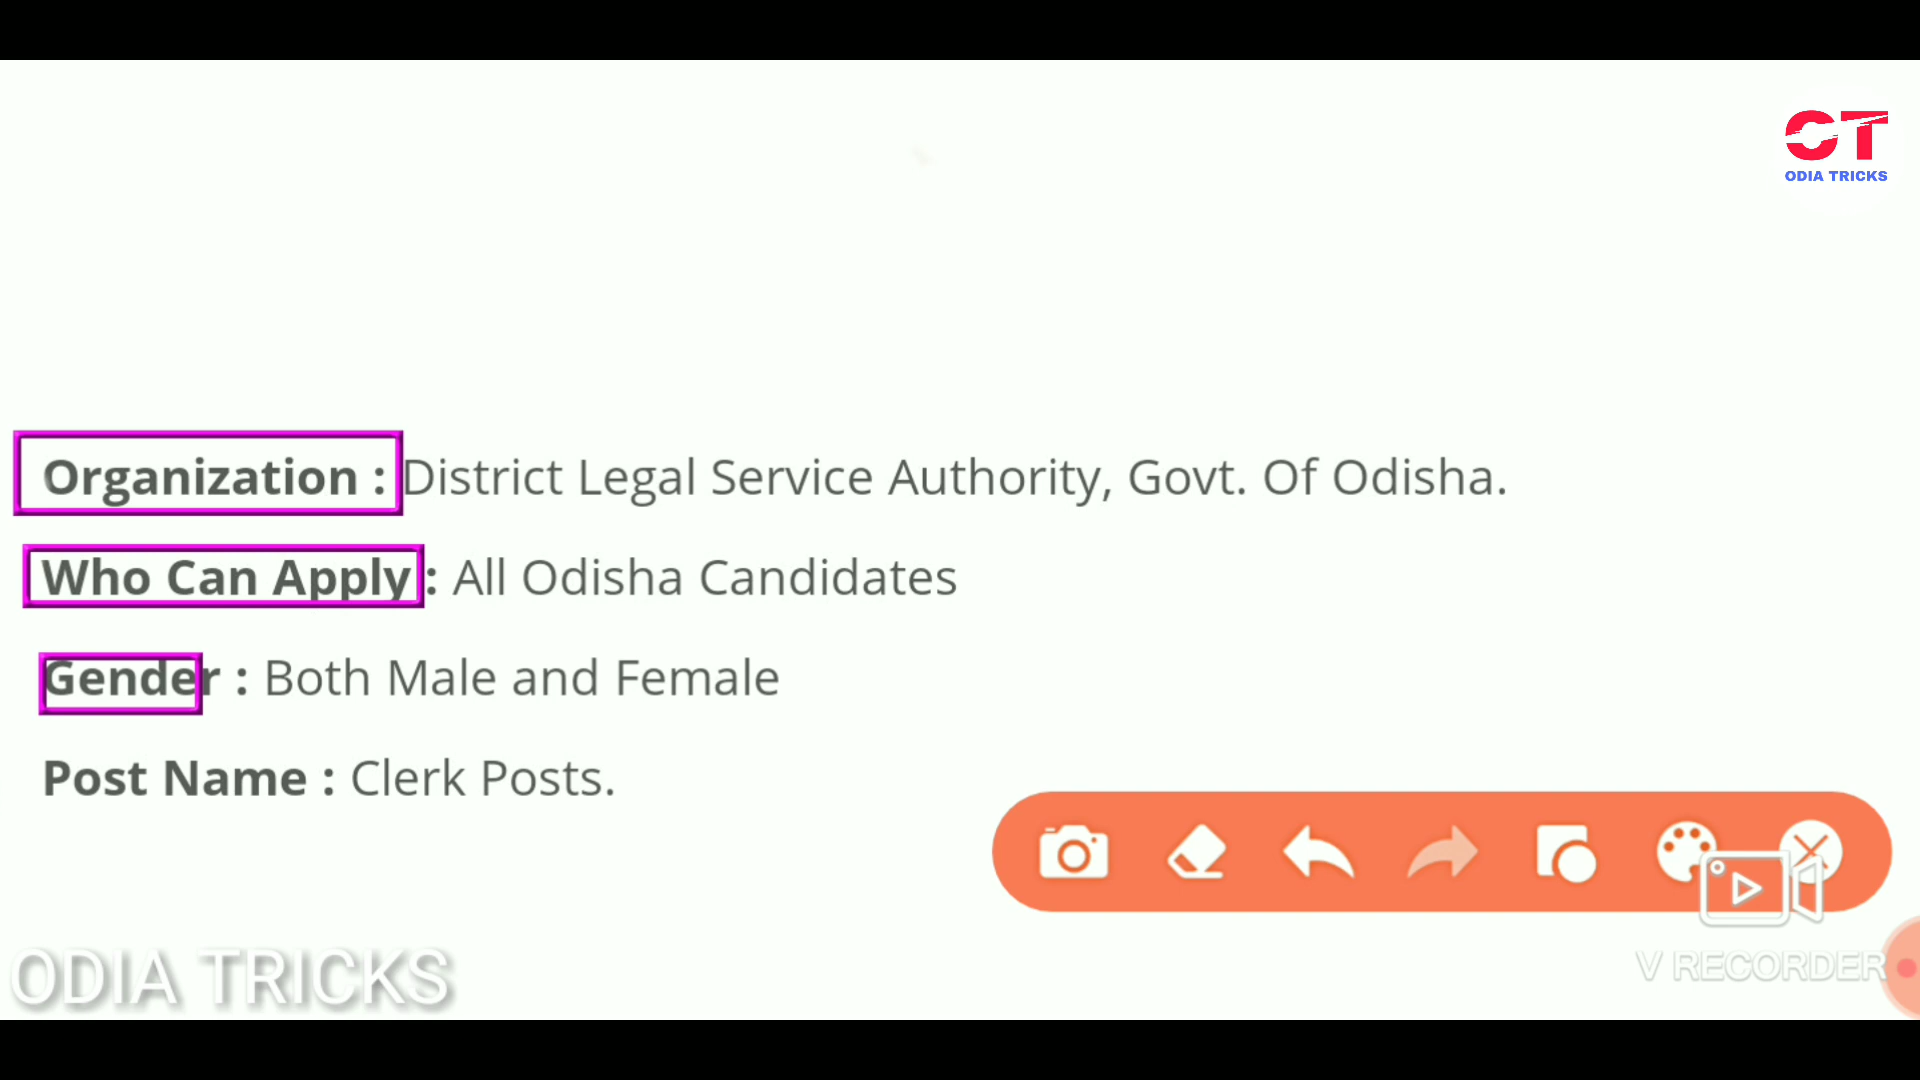 OT
ODIA TRICKS
Organization : District Legal Service Authority, Govt. Of Odisha.
Who Can Apply : All Odisha Candidates
Gender : Both Male and Female
Post Name : Clerk Posts.
ODIA TRICKS
V RECORDER